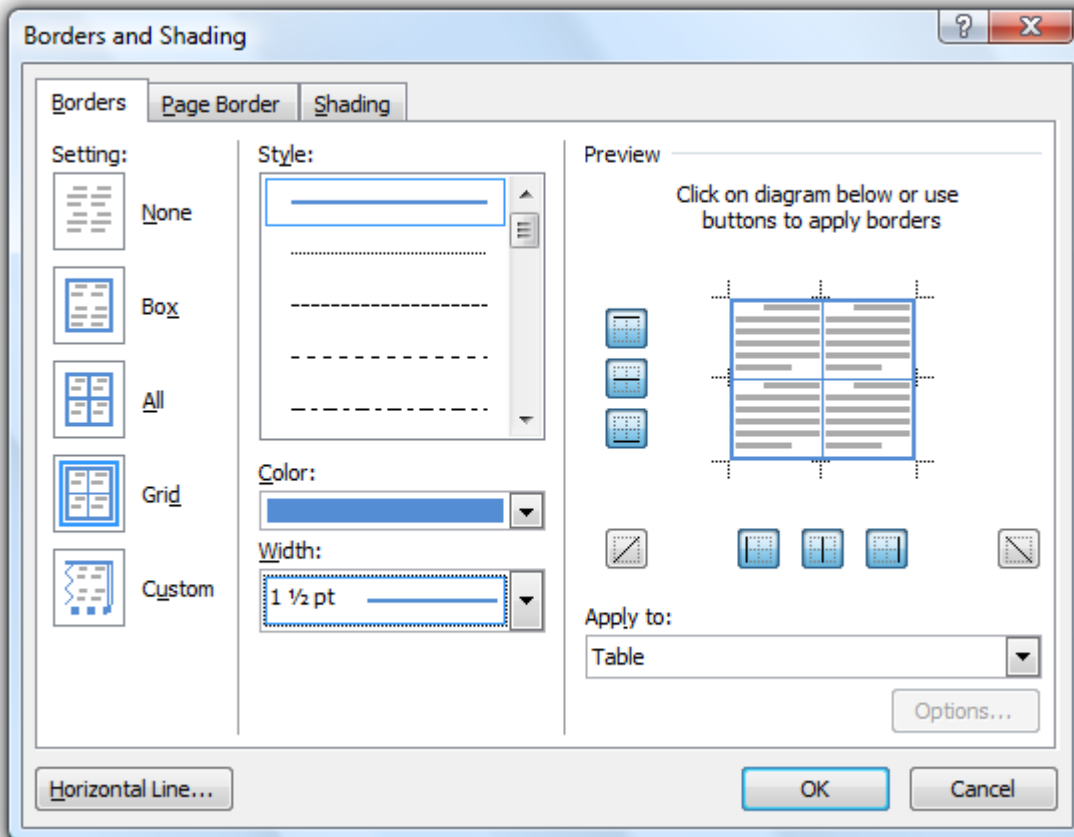 Borders and Shading
Borders
Page Border
Shading
Setting:
None
Box
All
Grid
Custom
Style:
Color:
Width:
1 ½ pt
Preview
Click on diagram below or use
buttons to apply borders
Apply to:
Table
Options...
Horizontal Line...
OK
Cancel